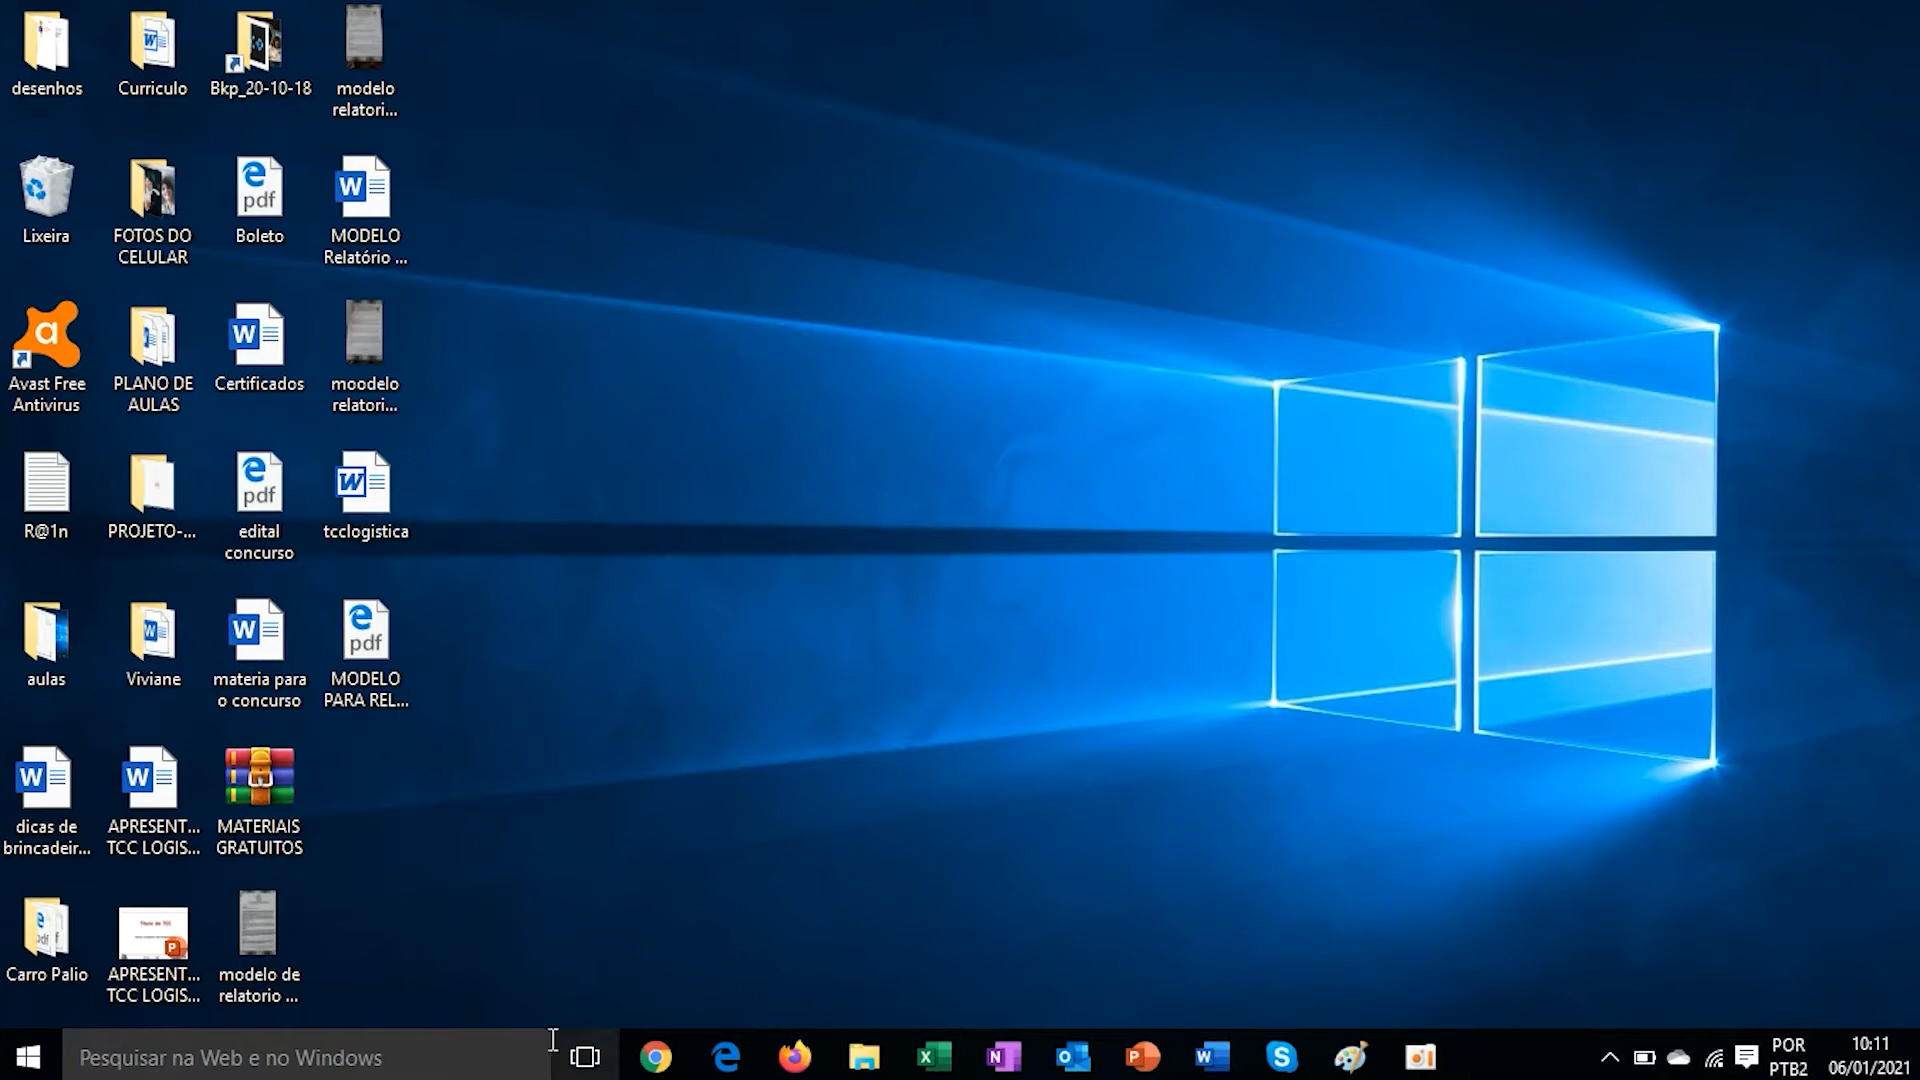 desenhos
Curriculo
Bkp_20-10-18
modelo
relatori...
Lixeira
FOTOS DO
CELULAR
pdf
Boleto
W
MODELO
Relatório ...
a
Avast Free
Antivirus
PLANO DE
AULAS
W
Certificados
moodelo
relatori...
R@1n
PROJETO-...
pdf
edital
concurso
W
tcclogistica
aulas
W
Viviane
W
materia para
o concurso
pdf
MODELO
PARA REL...
W
dicas de
brincadeir...
W
APRESENT...
TCC LOGIS...
MATERIAIS
GRATUITOS
Carro Palio
P
APRESENT...
TCC LOGIS...
modelo de
relatorio ...
Pesquisar na Web e no Windows
POR
PTB2
10:11
06/01/2021